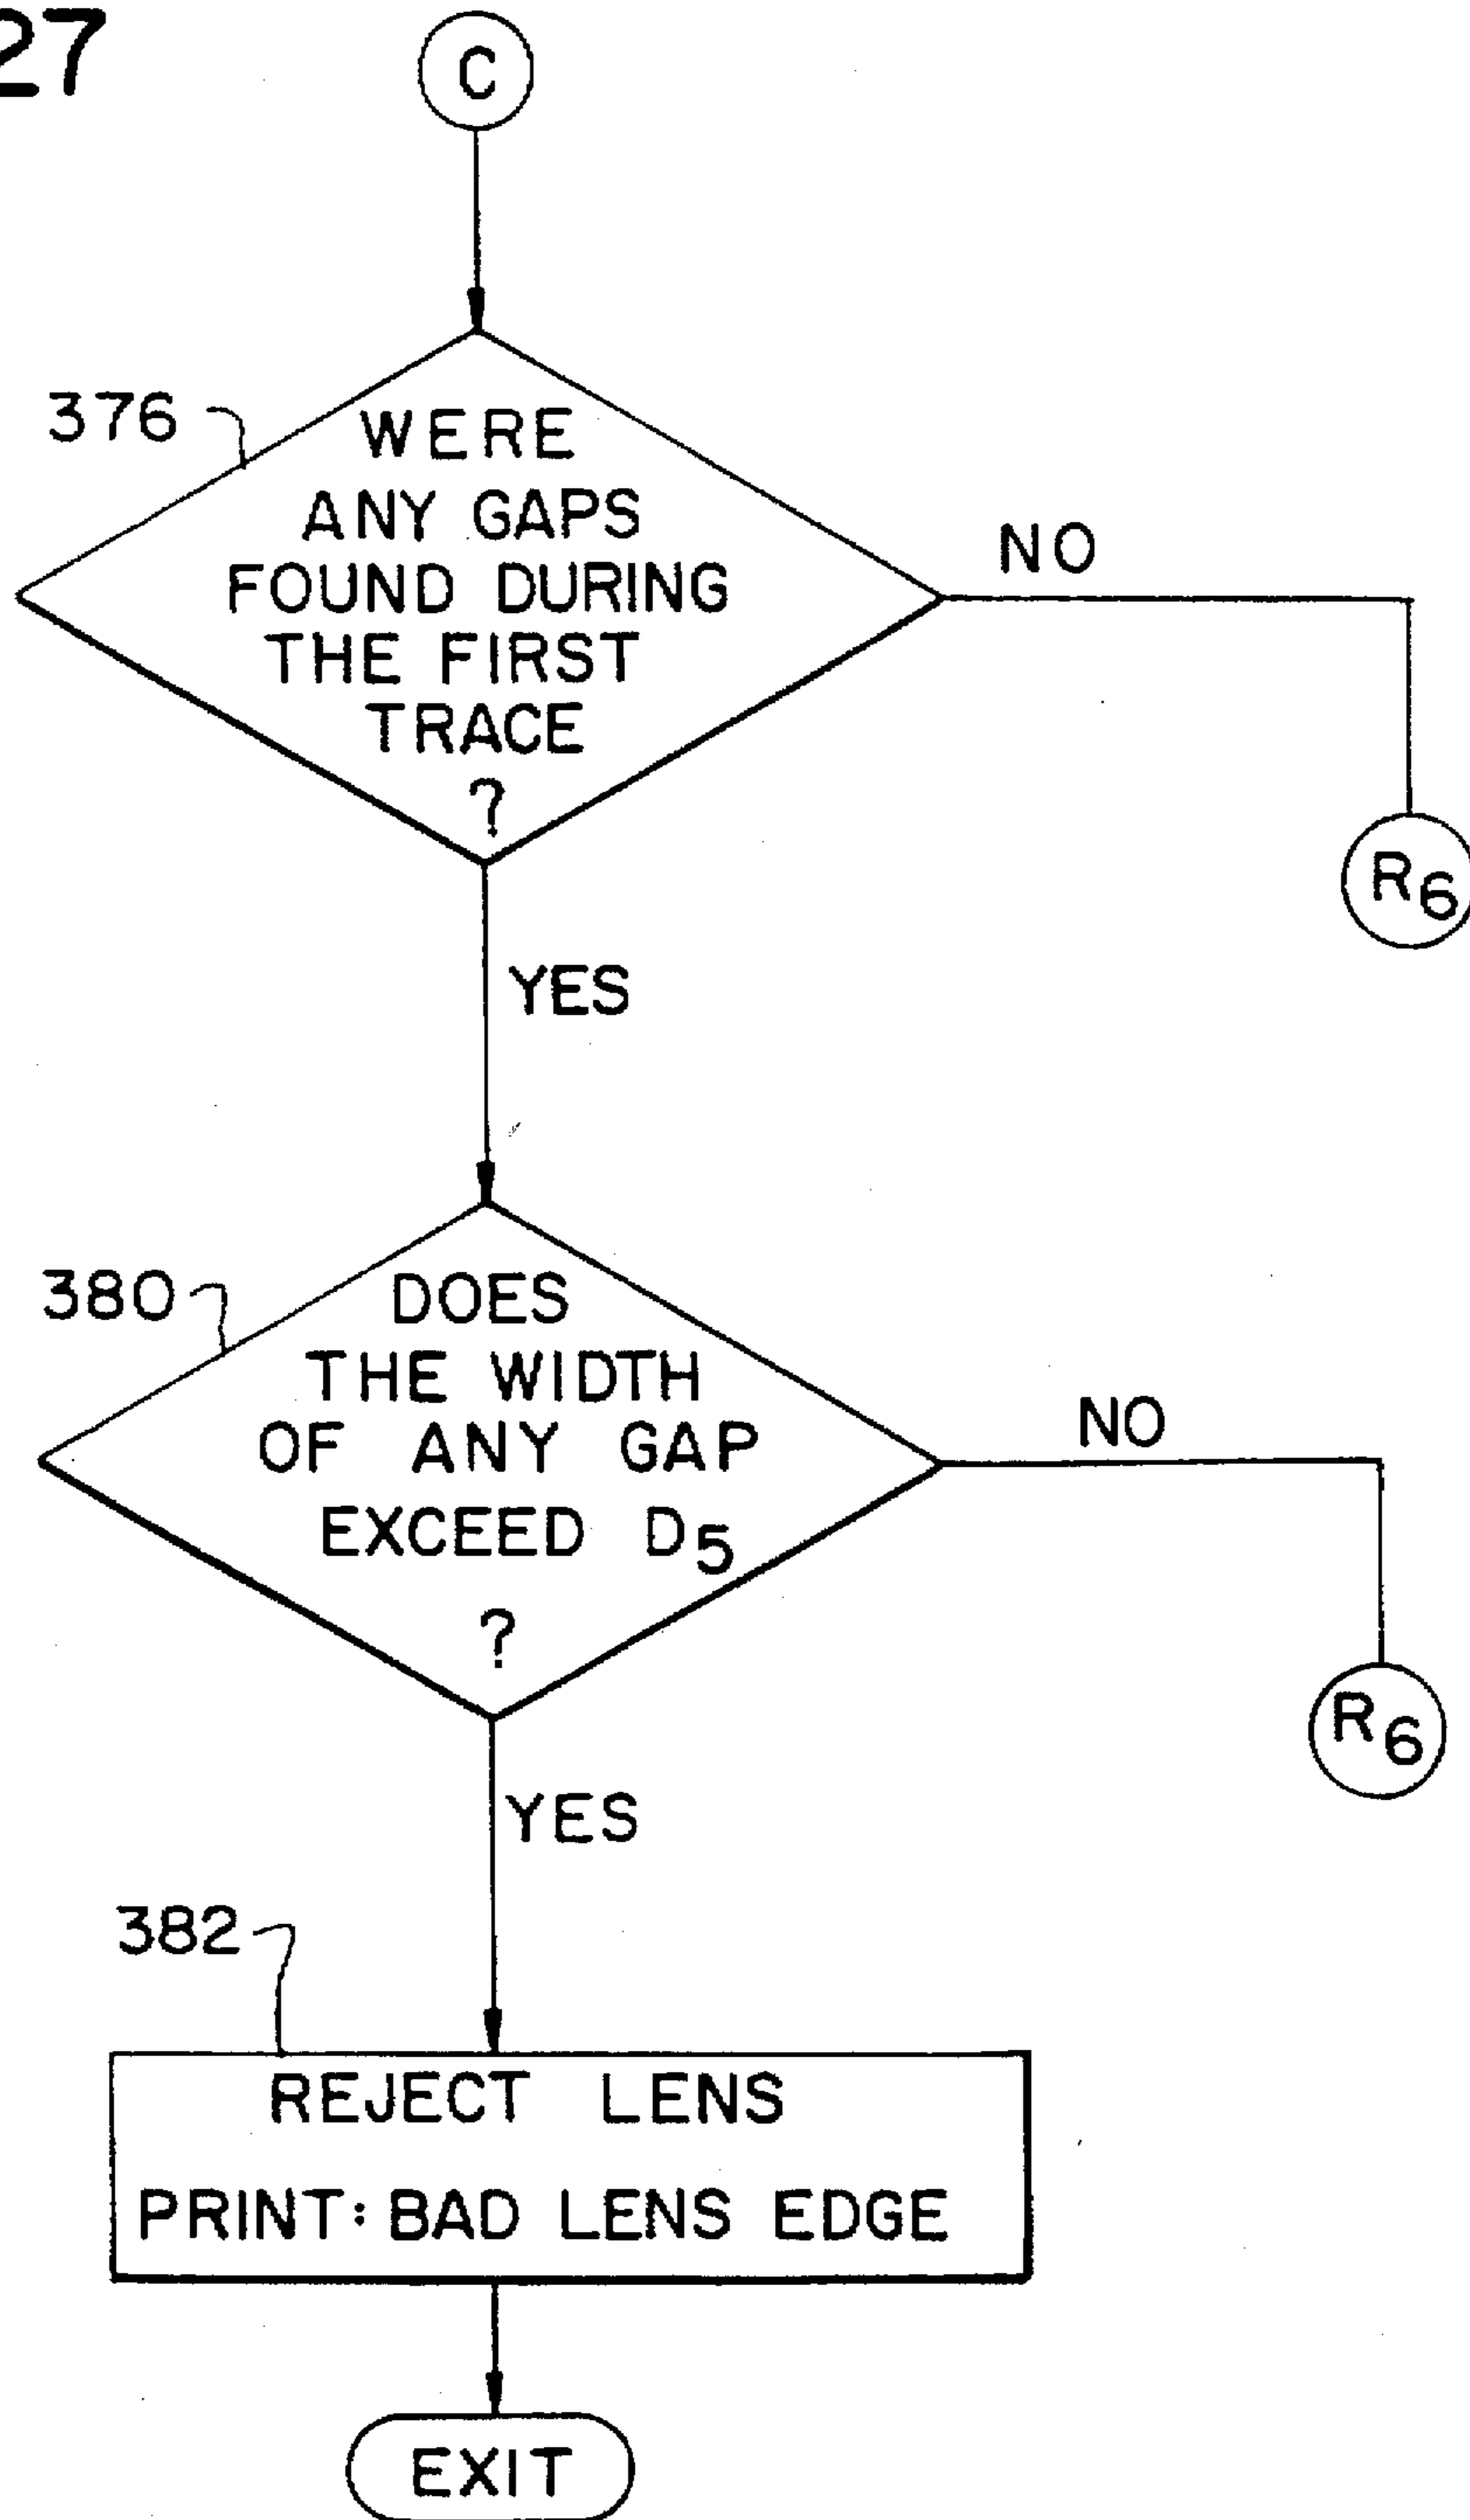 27
C
376
WERE
ANY GAPS
FOUND DURING
THE FIRST
TRACE
?
NO
R6
YES
380
DOES
THE WIDTH
OF ANY GAP
EXCEED D5
?
NO
R6
YES
382
REJECT LENS
PRINT: BAD LENS EDGE
EXIT